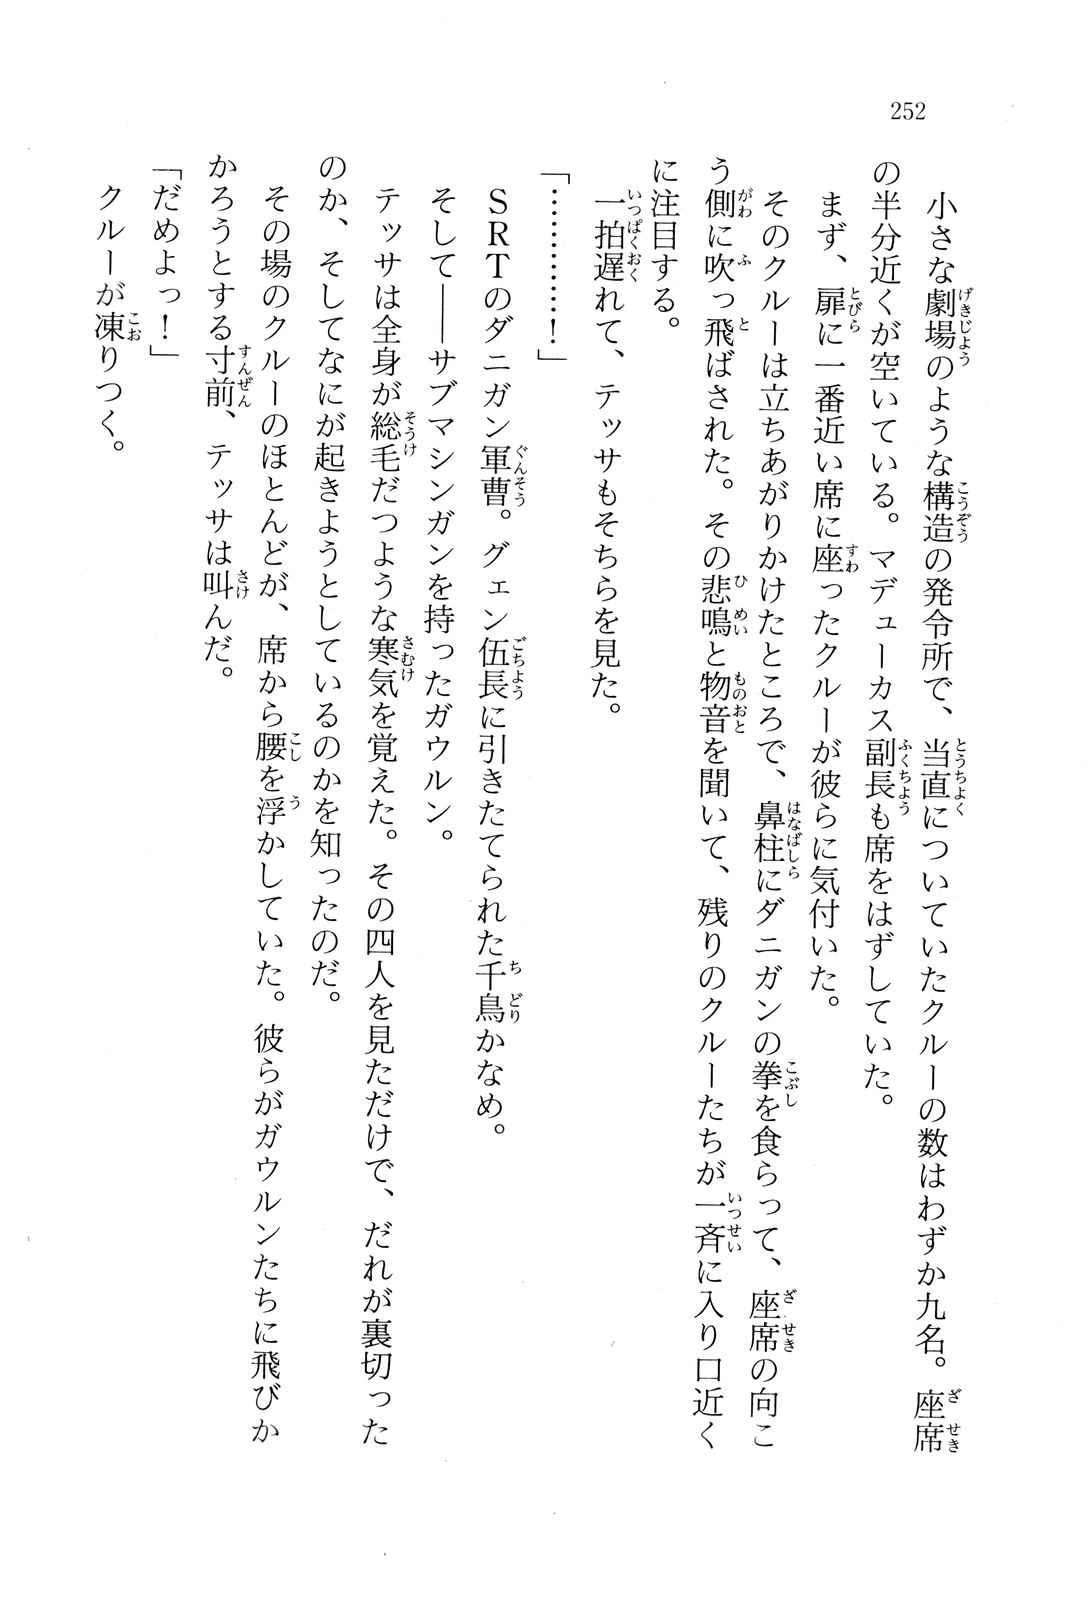 252
　小さな劇場のような構造の発令所で、当直についていたクルーの数はわずか九名。座席
の半分近くが空いている。マデューカス副長も席をはずしていた。
　まず、扉に一番近い席に座ったクルーが彼らに気付いた。
　そのクルーは立ちあがりかけたところで、鼻柱にダニガンの拳を食らって、座席の向こ
う側に吹っ飛ばされた。その悲鳴と物音を聞いて、残りのクルーたちが一斉に入り口近く
に注目する。
　一拍遅れて、テッサもそちらを見た。
「…………！」
　ＳＲＴのダニガン軍曹。グェン伍長に引きたてられた千鳥かなめ。
　そして――サブマシンガンを持ったガウルン。
　テッサは全身が総毛だつような寒気を覚えた。その四人を見ただけで、だれが裏切った
のか、そしてなにが起きようとしているのかを知ったのだ。
　その場のクルーのほとんどが、席から腰を浮かしていた。彼らがガウルンたちに飛びか
かろうとする寸前、テッサは叫んだ。
「だめよっ！」
　クルーが凍りつく。